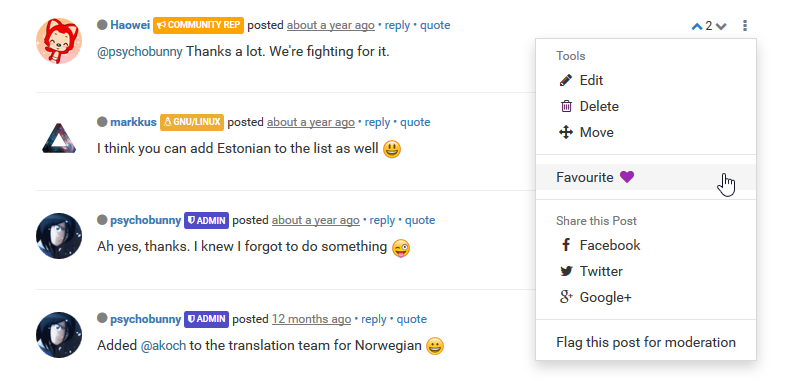 Haowei COMMUNITY REP posted about a year ago • reply • quote 2
@psychobunny Thanks a lot. We're fighting for it.
markkus GNU/LINUX posted about a year ago • reply • quote
I think you can add Estonian to the list as well 😃
psychobunny ADMIN posted about a year ago • reply • quote
Ah yes, thanks. I knew I forgot to do something 😜
psychobunny ADMIN posted 12 months ago • reply • quote
Added @akoch to the translation team for Norwegian 😀
Tools
Edit
Delete
Move
Favourite
Share this Post
Facebook
Twitter
Google+
Flag this post for moderation